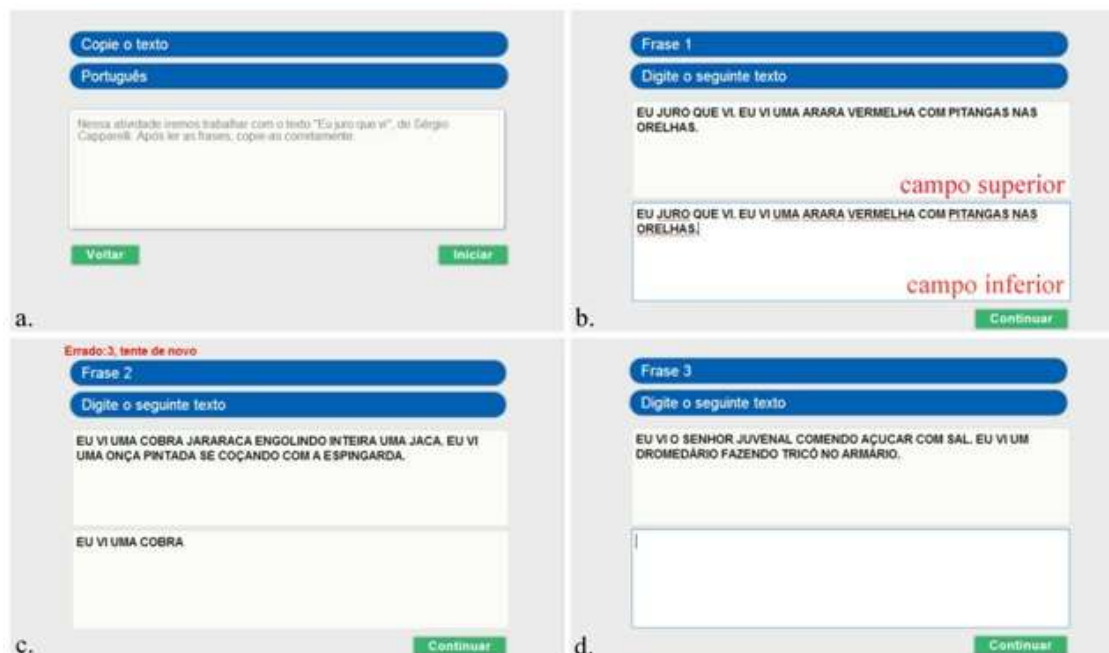 Copie o texto
Português
Nessa atividade iremos trabalhar com o texto "Eu juro que vi", de Sérgio
Capparelli. Após ler as frases, copie-as corretamente.
Voltar
Iniciar
a.
Frase 1
Digite o seguinte texto
EU JURO QUE VI. EU VI UMA ARARA VERMELHA COM PITANGAS NAS
ORELHAS.
campo superior
EU JURO QUE VI. EU VI UMA ARARA VERMELHA COM PITANGAS NAS
ORELHAS.
campo inferior
Continuar
b.
Errado:3, tente de novo
Frase 2
Digite o seguinte texto
EU VI UMA COBRA JARARACA ENGOLINDO INTEIRA UMA JACA. EU VI
UMA ONÇA PINTADA SE COÇANDO COM A ESPINGARDA.
EU VI UMA COBRA
Continuar
c.
Frase 3
Digite o seguinte texto
EU VI O SENHOR JUVENAL COMENDO AÇUCAR COM SAL. EU VI UM
DROMEDÁRIO FAZENDO TRICÔ NO ARMÁRIO.
Continuar
d.